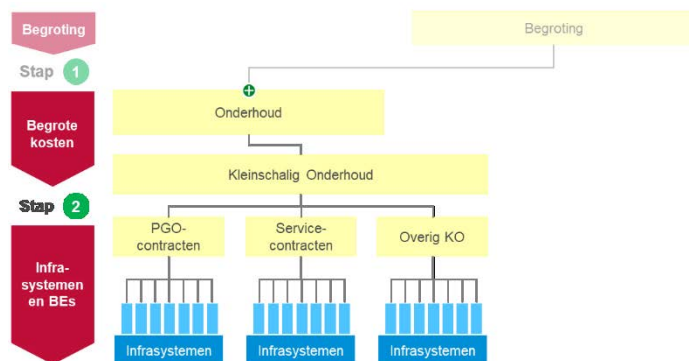 Begroting
Begroting
Stap 1
Onderhoud
Begrote
kosten
Kleinschalig Onderhoud
Stap 2
PGO-
contracten
Service-
contracten
Overig KO
Infra-
systemen
en BEs
Infrasystemen
Infrasystemen
Infrasystemen